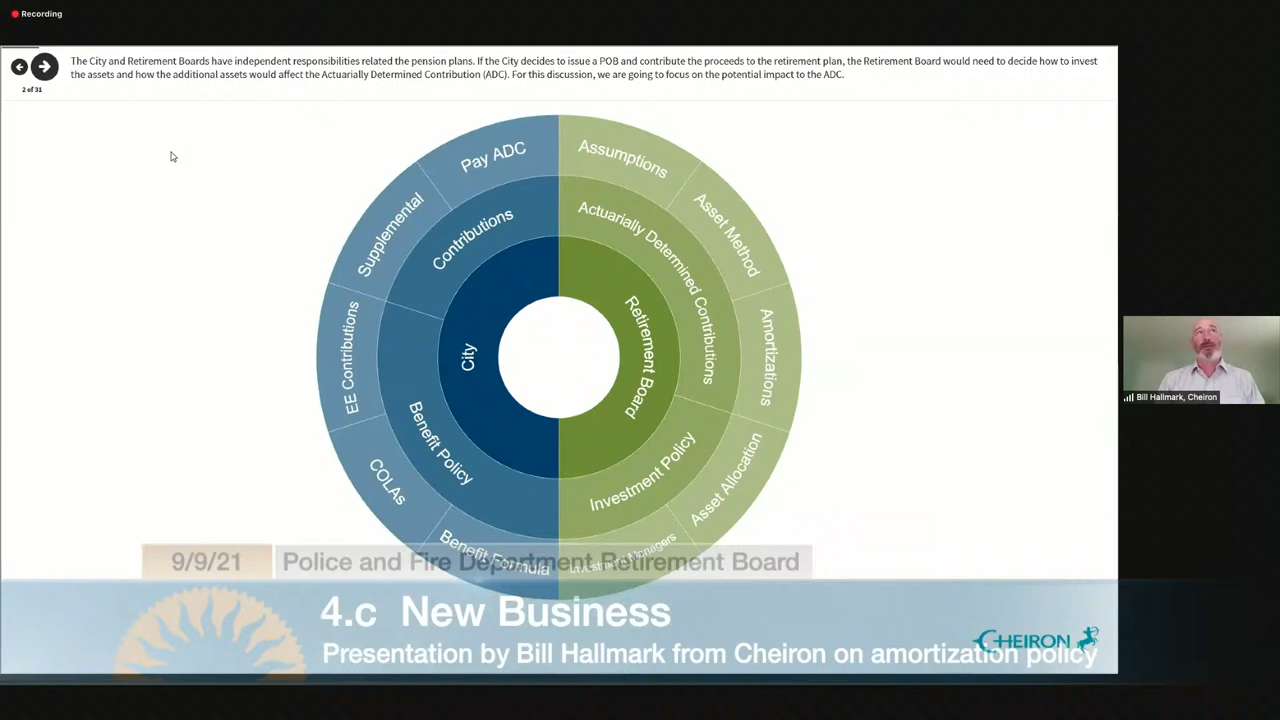 Recording
The City and Retirement Boards have independent responsibilities related the pension plans. If the City decides to issue a POB and contribute the proceeds to the retirement plan, the Retirement Board would need to decide how to invest
the assets and how the additional assets would affect the Actuarially Determined Contribution (ADC). For this discussion, we are going to focus on the potential impact to the ADC.
2 of 31
Pay ADC
Assumptions
Supplemental
Contributions
Actuarially Determined Contributions
Asset Method
EE Contributions
City
Retirement Board
Amortizations
Benefit Policy
Investment Policy
COLAs
Asset Allocation
Benefit Formula
Investment Managers
Bill Hallmark, Cheiron
9/9/21 Police and Fire Department Retirement Board
4.c New Business
Presentation by Bill Hallmark from Cheiron on amortization policy
CHEIRON